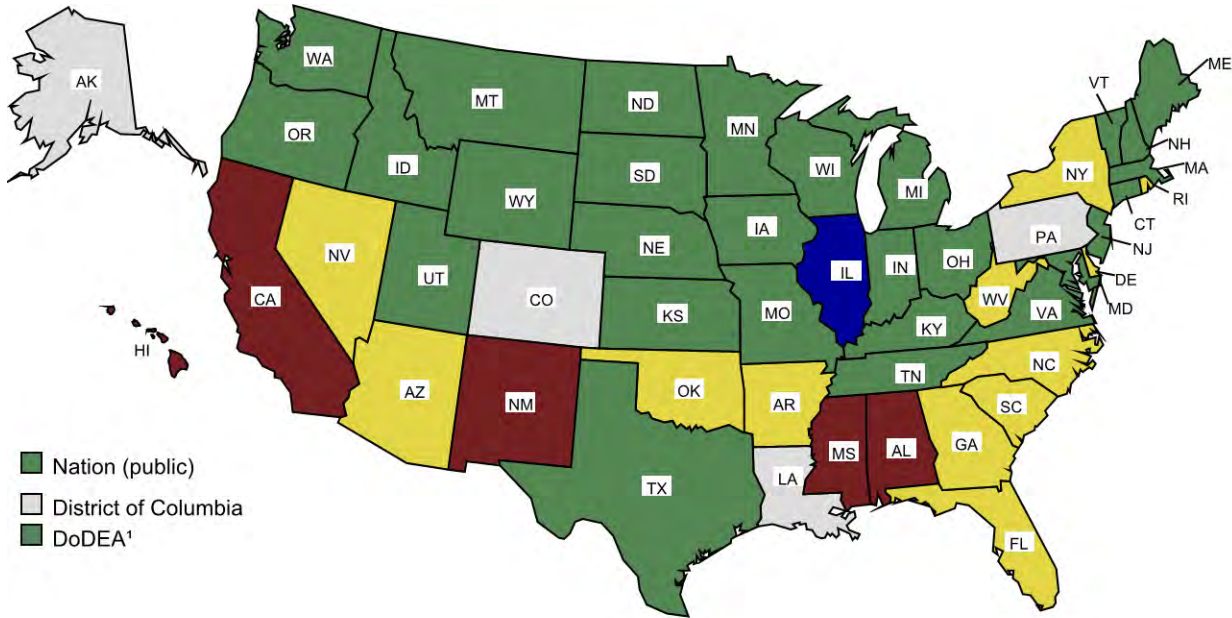 AK
WA
MT
ND
MN
VT
ME
OR
ID
WY
SD
WI
MI
NY
NH
MA
RI
CT
NV
UT
CO
NE
IA
IL
IN
OH
PA
NJ
DE
MD
CA
KS
MO
KY
WV
VA
HI
AZ
NM
OK
AR
TN
NC
SC
MS
AL
GA
TX
LA
FL
Nation (public)
District of Columbia
DoDEA¹